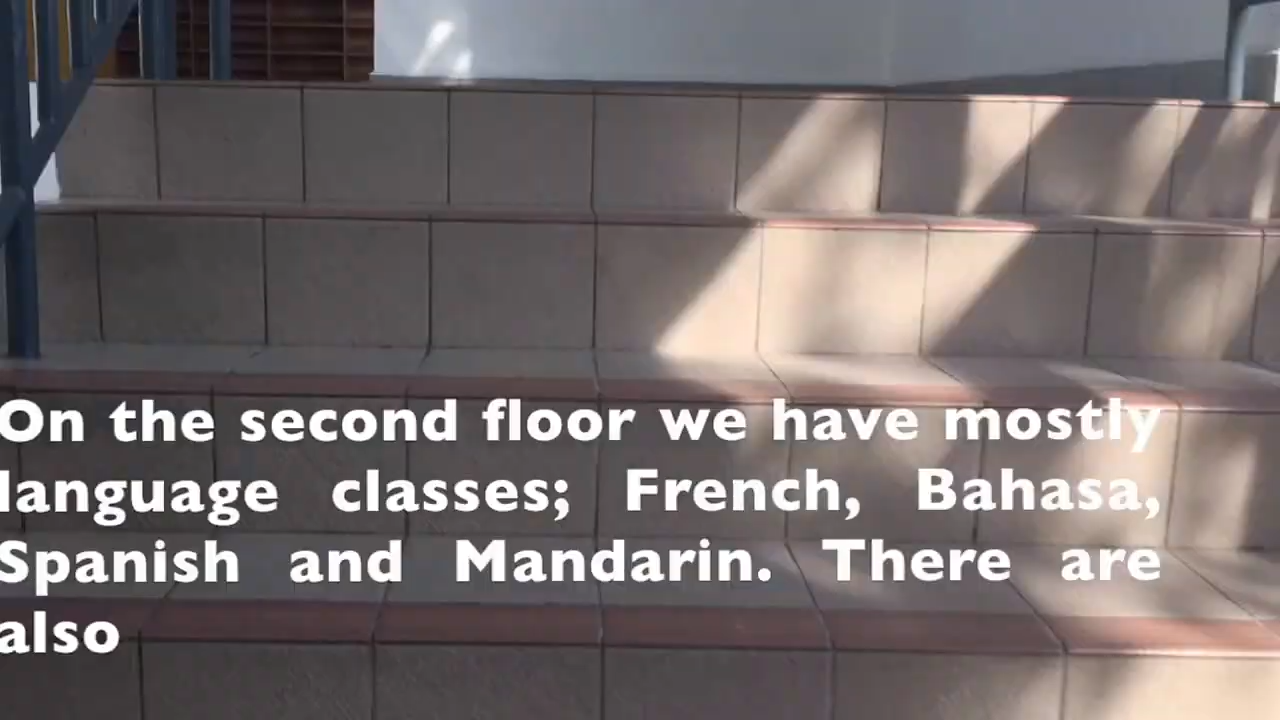 On the second floor we have mostly
language classes; French, Bahasa,
Spanish and Mandarin. There are
also